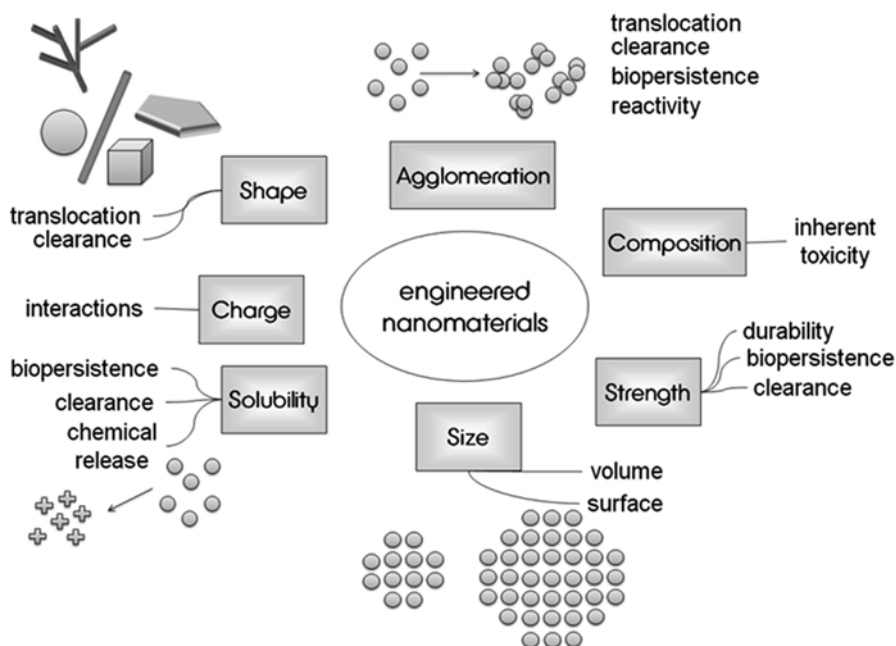 translocation
clearance
biopersistence
reactivity
Agglomeration
Shape
translocation
clearance
Composition
inherent
toxicity
engineered
nanomaterials
interactions
Charge
durability
biopersistence
clearance
Strength
biopersistence
clearance
chemical
release
Solubility
Size
volume
surface